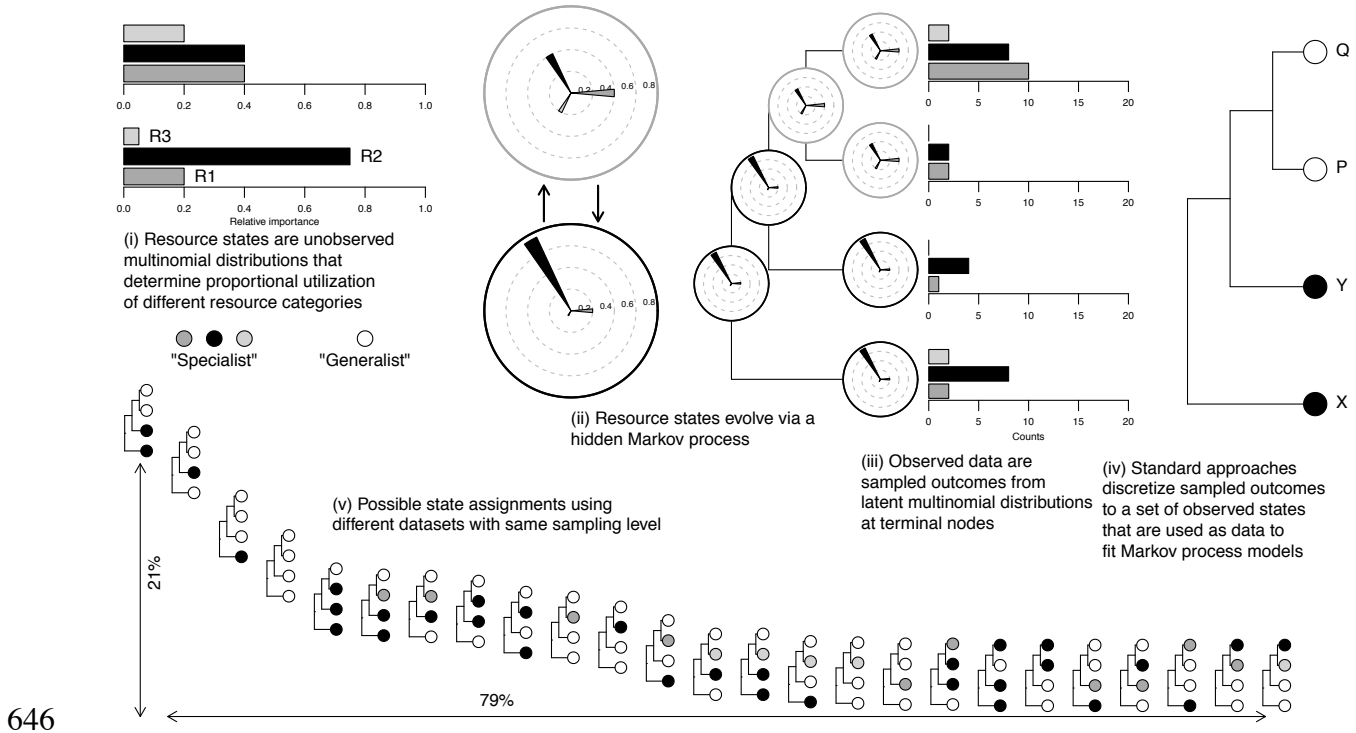 0.0 0.2 0.4 0.6 0.8 1.0
R3
R2
R1
0.0 0.2 0.4 0.6 0.8 1.0
Relative importance
(i) Resource states are unobserved
multinomial distributions that
determine proportional utilization
of different resource categories
"Specialist" "Generalist"
0.2 0.4 0.6 0.8
0.2 0.4 0.6 0.8
(ii) Resource states evolve via a
hidden Markov process
0 5 10 15 20
0 5 10 15 20
0 5 10 15 20
0 5 10 15 20
Counts
(iii) Observed data are
sampled outcomes from
latent multinomial distributions
at terminal nodes
Q
P
Y
X
(iv) Standard approaches
discretize sampled outcomes
to a set of observed states
that are used as data to
fit Markov process models
(v) Possible state assignments using
different datasets with same sampling level
21%
79%
646